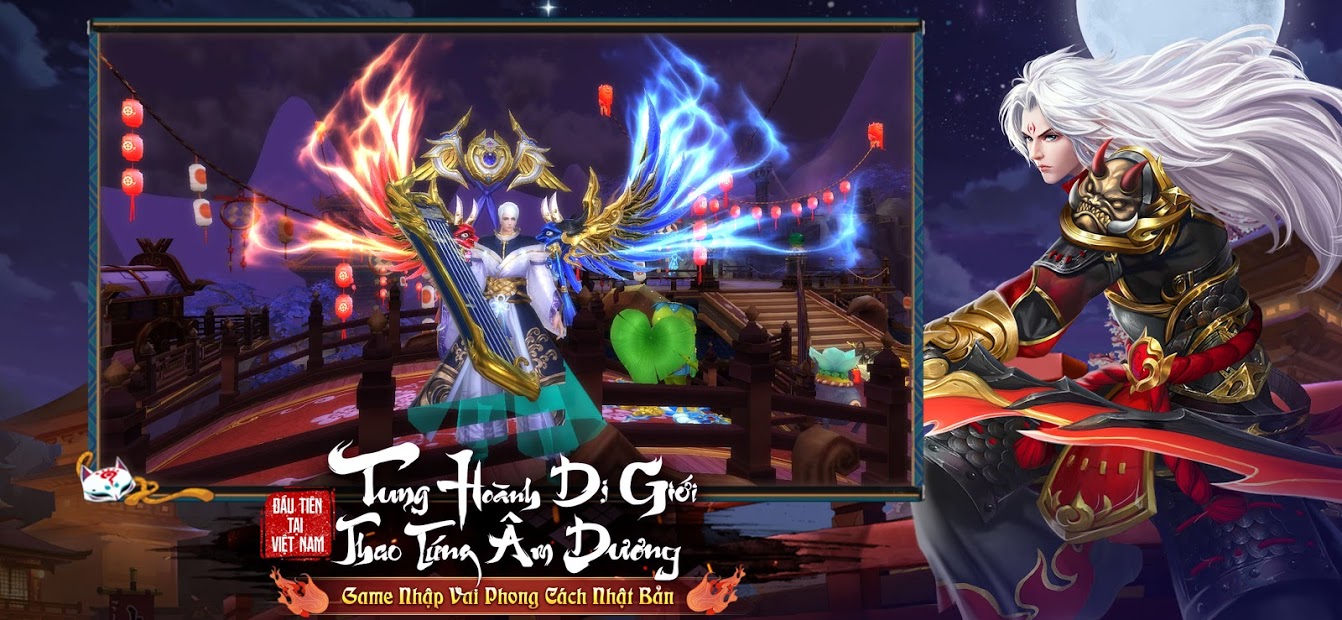 Tung Hoành Dị Giới
ĐẦU TIÊN
TẠI
VIỆT NAM
Thao Túng Âm Dương
Game Nhập Vai Phong Cách Nhật Bản